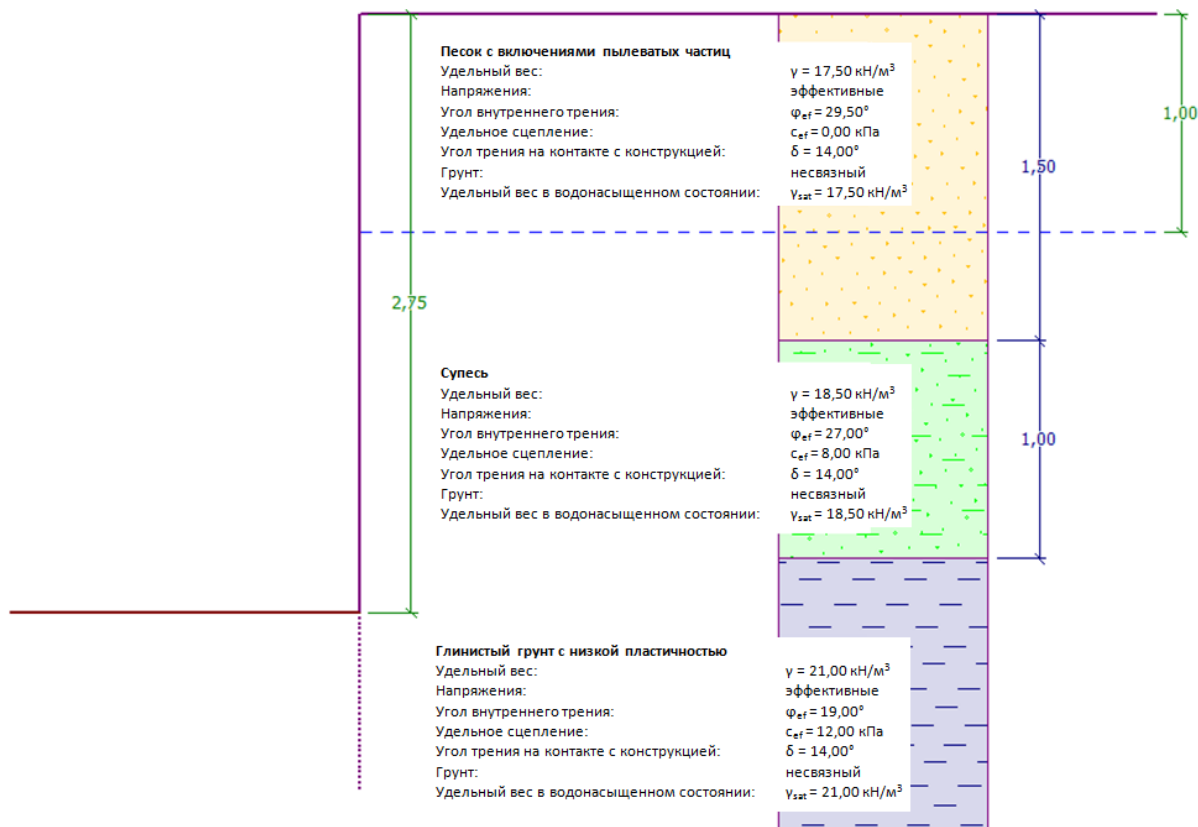 Песок с включениями пылеватых частиц
Удельный вес: γ = 17,50 кН/м³
Напряжения: эффективные
Угол внутреннего трения: φef = 29,50°
Удельное сцепление: cef = 0,00 кПа
Угол трения на контакте с конструкцией: δ = 14,00°
Грунт: несвязный
Удельный вес в водонасыщенном состоянии: γsat = 17,50 кН/м³
1,00
1,50
2,75
Супесь
Удельный вес: γ = 18,50 кН/м³
Напряжения: эффективные
Угол внутреннего трения: φef = 27,00°
Удельное сцепление: cef = 8,00 кПа
Угол трения на контакте с конструкцией: δ = 14,00°
Грунт: несвязный
Удельный вес в водонасыщенном состоянии: γsat = 18,50 кН/м³
1,00
Глинистый грунт с низкой пластичностью
Удельный вес: γ = 21,00 кН/м³
Напряжения: эффективные
Угол внутреннего трения: φef = 19,00°
Удельное сцепление: cef = 12,00 кПа
Угол трения на контакте с конструкцией: δ = 14,00°
Грунт: несвязный
Удельный вес в водонасыщенном состоянии: γsat = 21,00 кН/м³